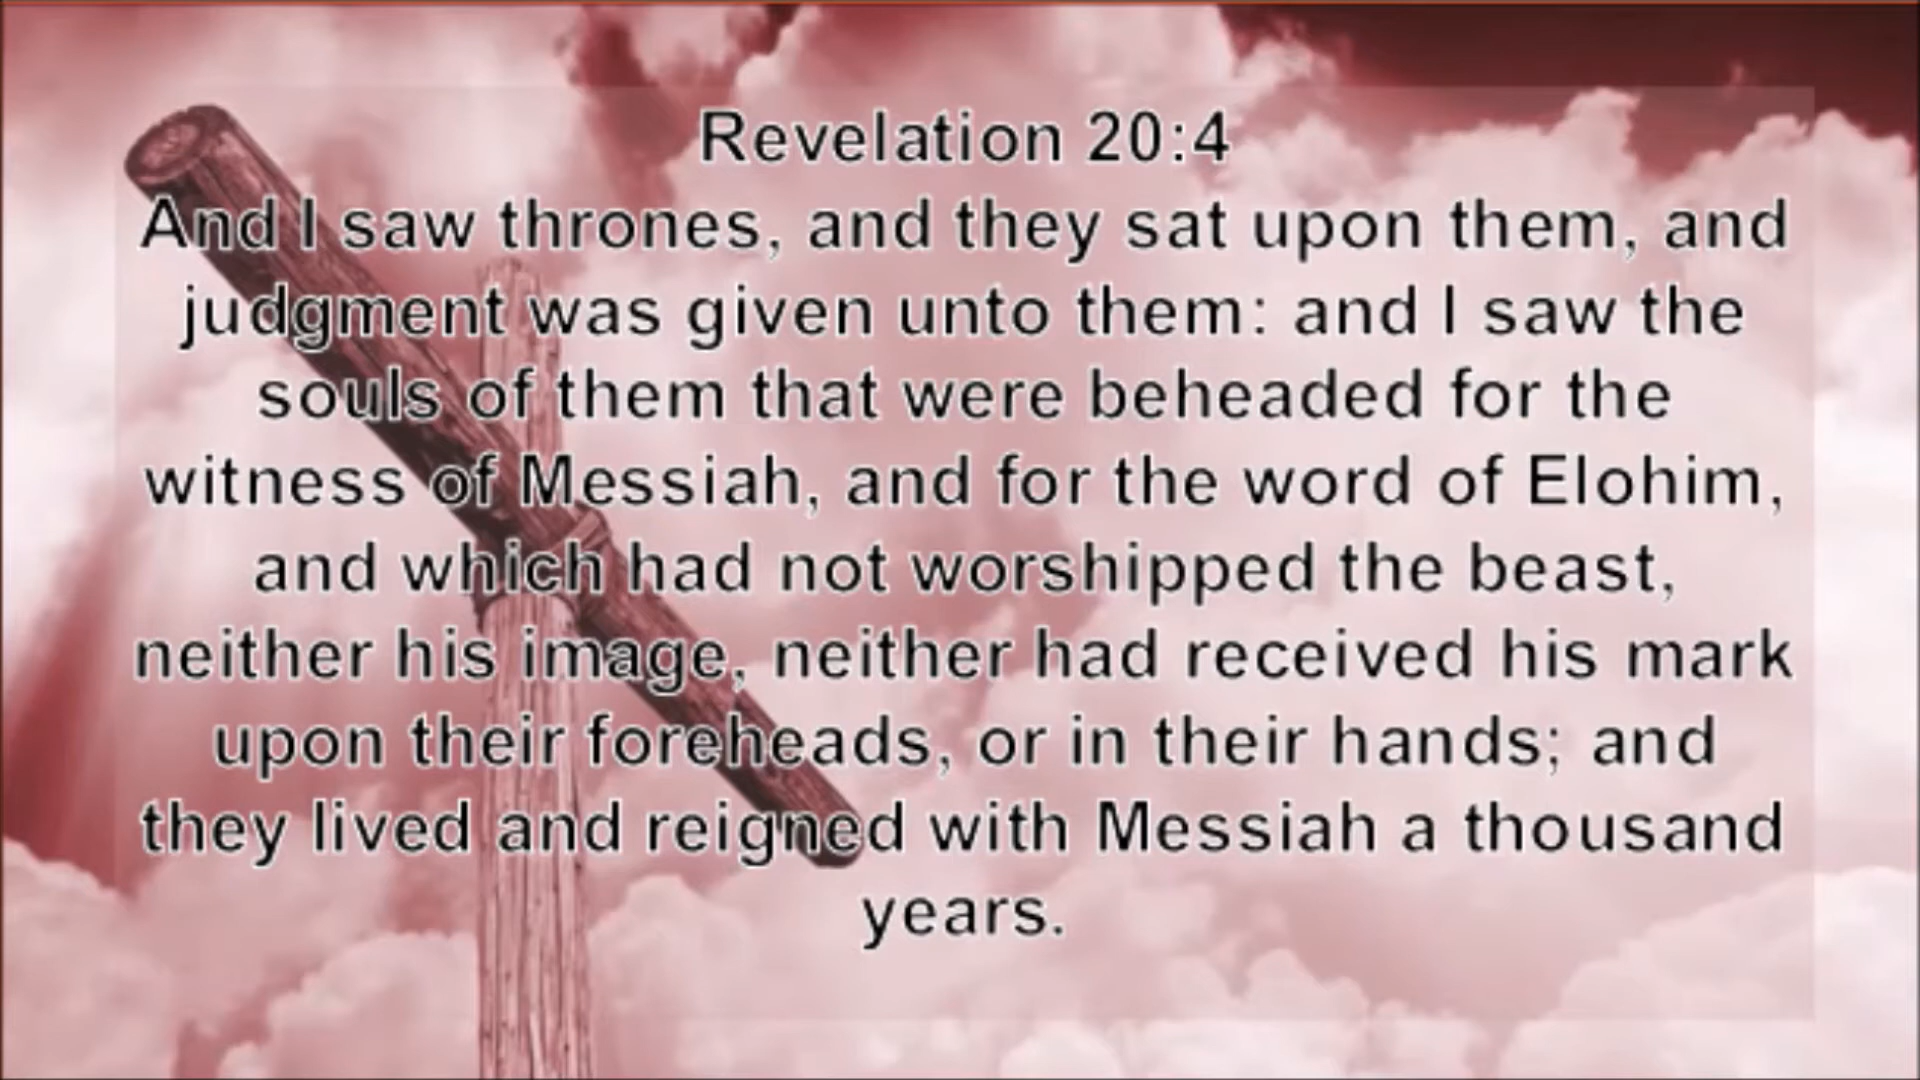 Revelation 20:4
And I saw thrones, and they sat upon them, and
judgment was given unto them: and I saw the
souls of them that were beheaded for the
witness of Messiah, and for the word of Elohim,
and which had not worshipped the beast,
neither his image, neither had received his mark
upon their foreheads, or in their hands; and
they lived and reigned with Messiah a thousand
years.